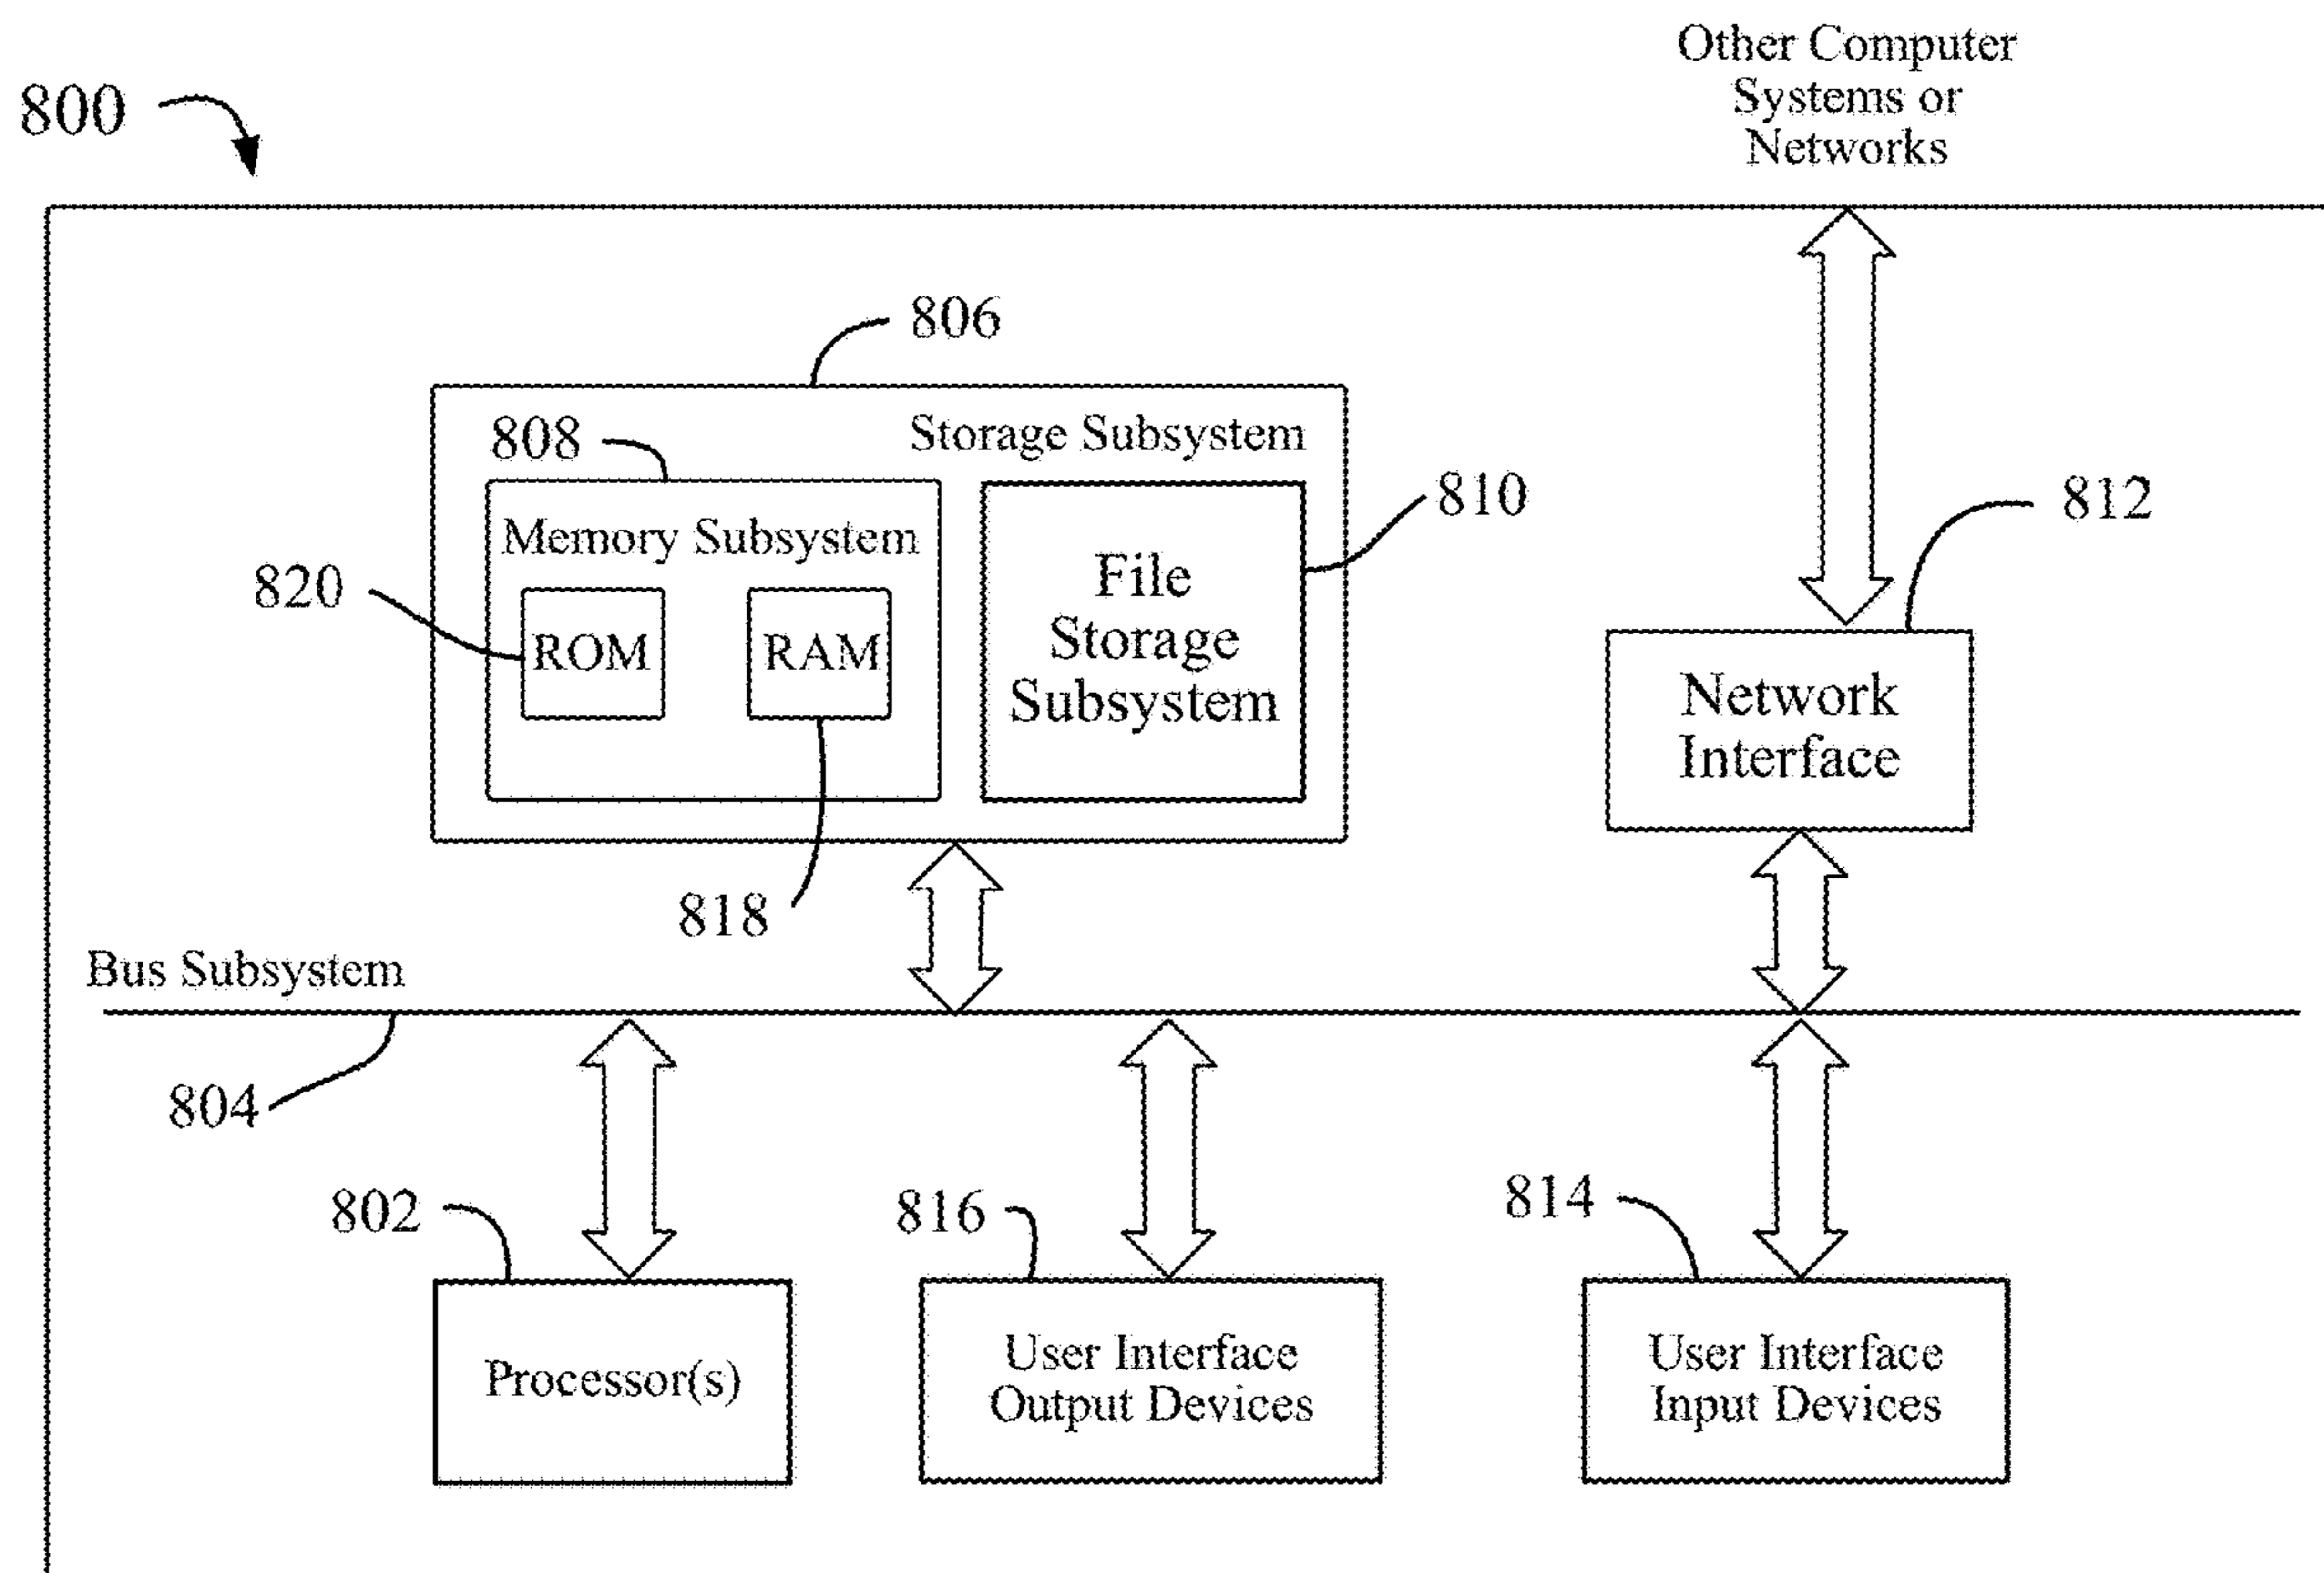 Other Computer
Systems or
Networks
800
806
808
Storage Subsystem
810
812
Memory Subsystem
820
ROM
RAM
File
Storage
Subsystem
Network
Interface
818
Bus Subsystem
804
802
816
814
Processor(s)
User Interface
Output Devices
User Interface
Input Devices